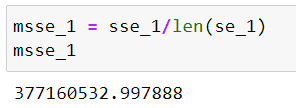 msse_1 = sse_1/len(se_1)
msse_1
377160532.997888